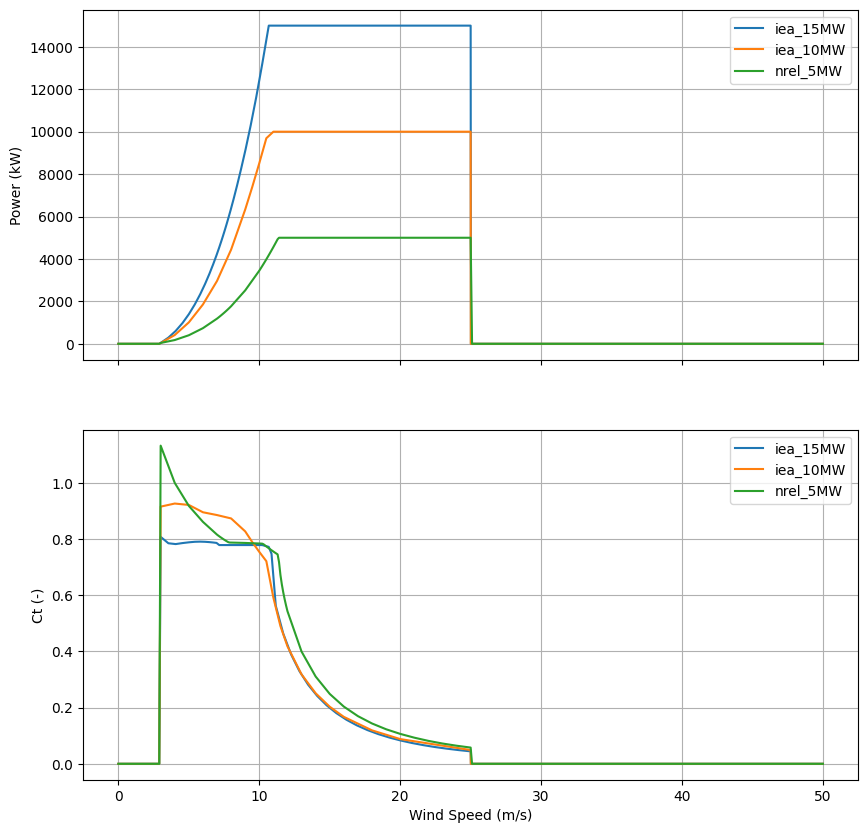 14000
12000
10000
8000
6000
4000
2000
0
Power (kW)
iea_15MW
iea_10MW
nrel_5MW
1.0
0.8
0.6
0.4
0.2
0.0
Ct (-)
iea_15MW
iea_10MW
nrel_5MW
0 10 20 30 40 50
Wind Speed (m/s)